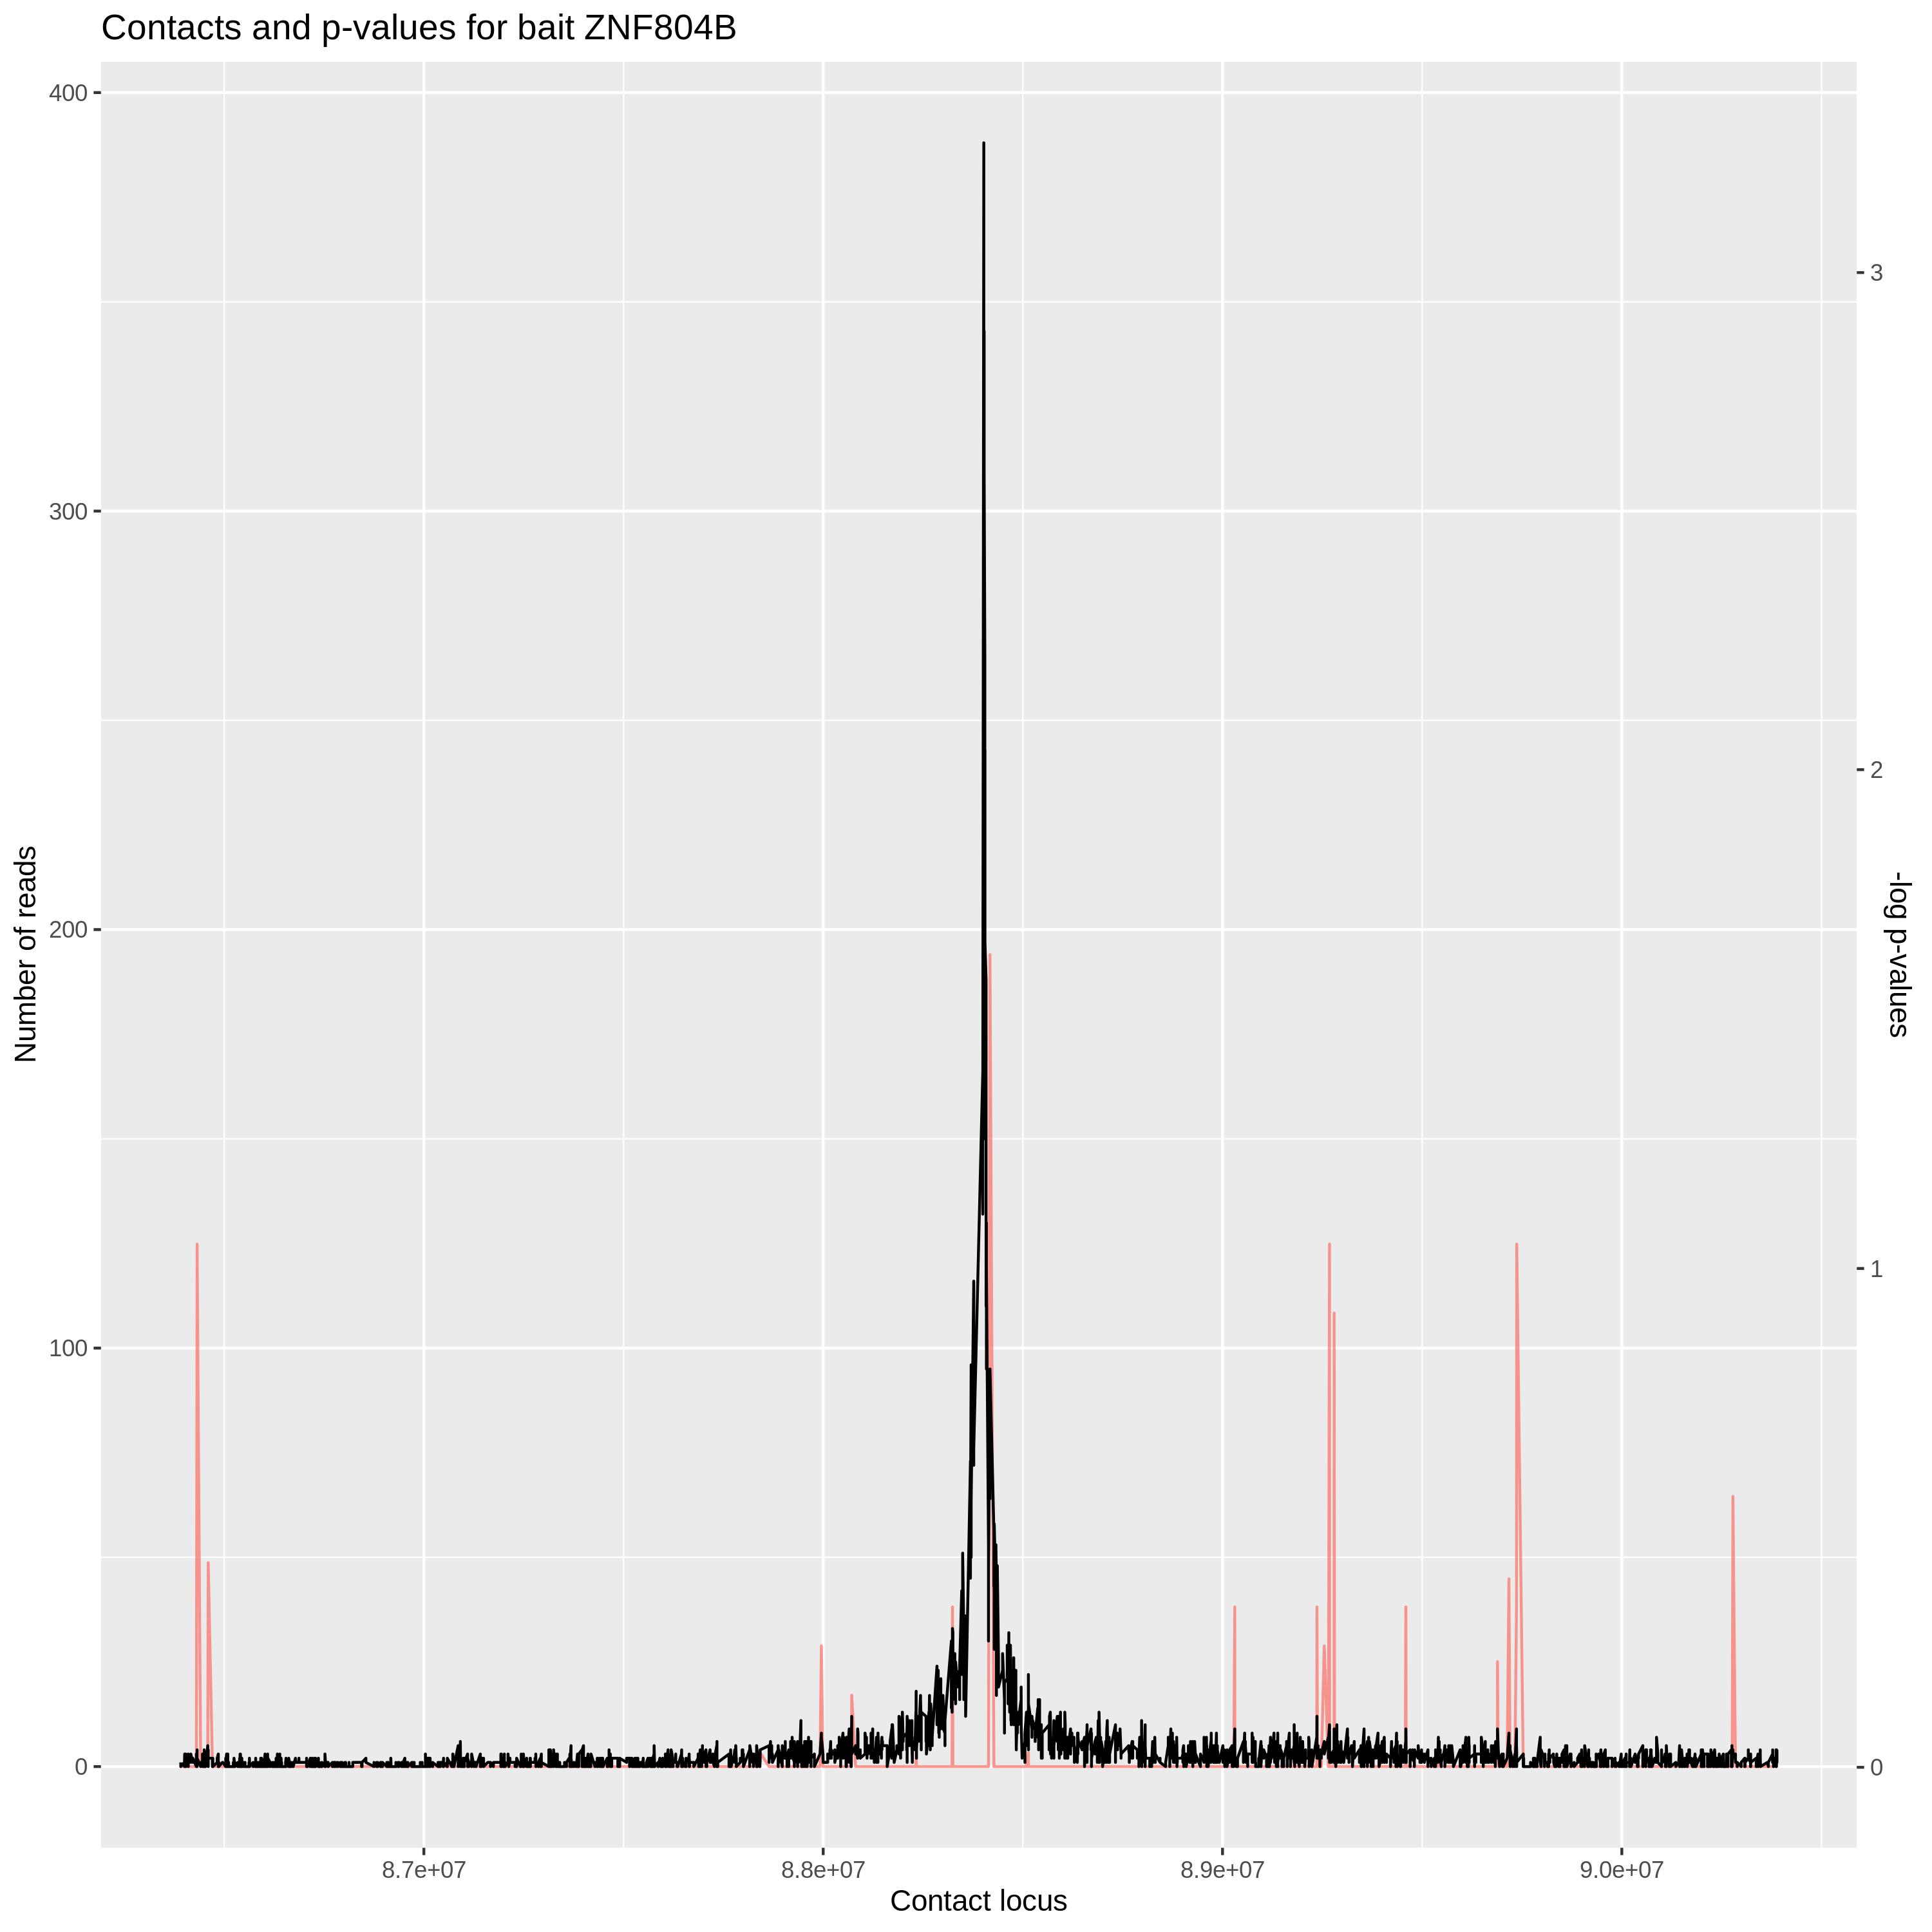 Contacts and p-values for bait ZNF804B
400
300
200
100
0
Number of reads
3
2
1
0
-log p-values
8.7e+07
8.8e+07
8.9e+07
9.0e+07
Contact locus